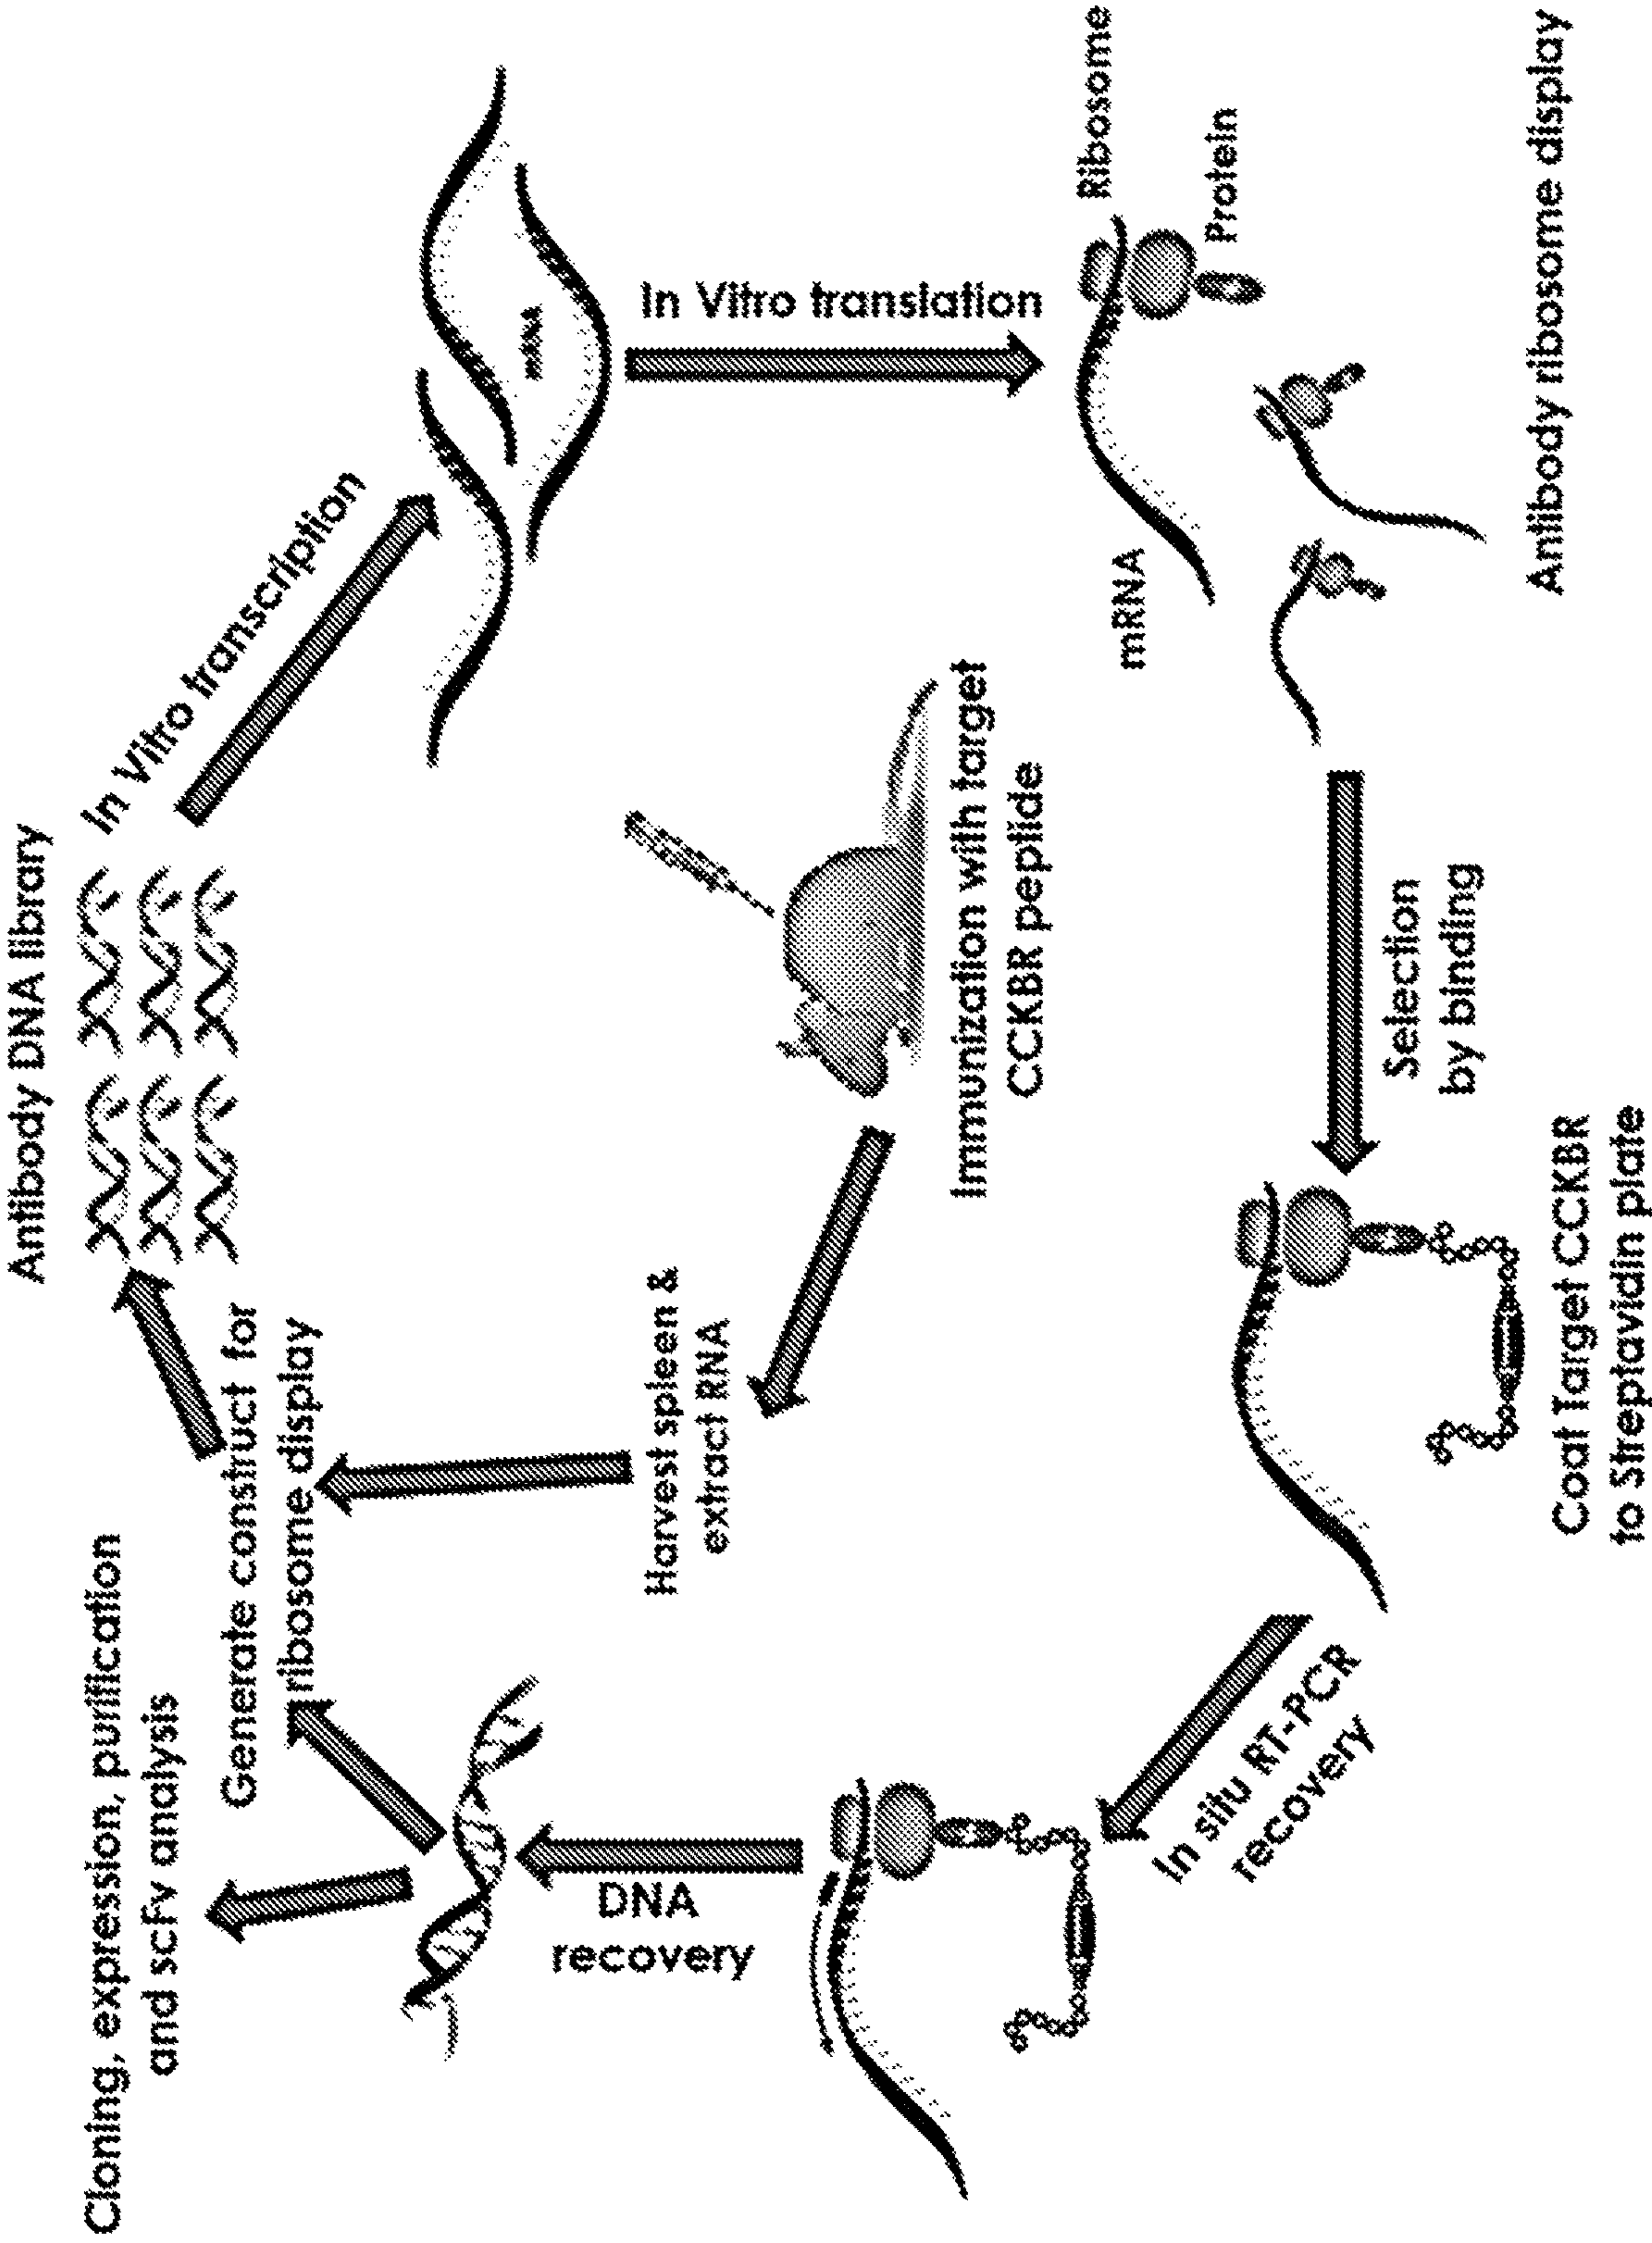 Antibody DNA library
In Vitro transcription
mRNA
In Vitro translation
Ribosome
Protein
mRNA
Antibody ribosome display
Selection
by binding
Coat Target CCKBR
to Streptavidin plate
In situ RT-PCR
recovery
DNA
recovery
Cloning, expression, purification
and scFv analysis
Generate construct for
ribosome display
Harvest spleen &
extract RNA
Immunization with target
CCKBR peptide